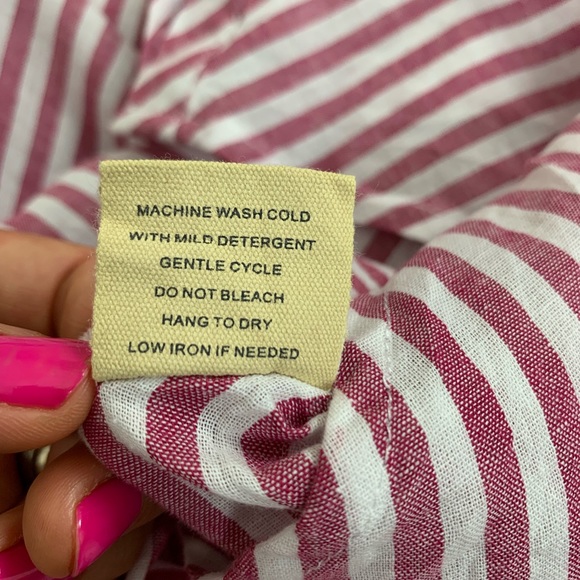 MACHINE WASH COLD
WITH MILD DETERGENT
GENTLE CYCLE
DO NOT BLEACH
HANG TO DRY
LOW IRON IF NEEDED